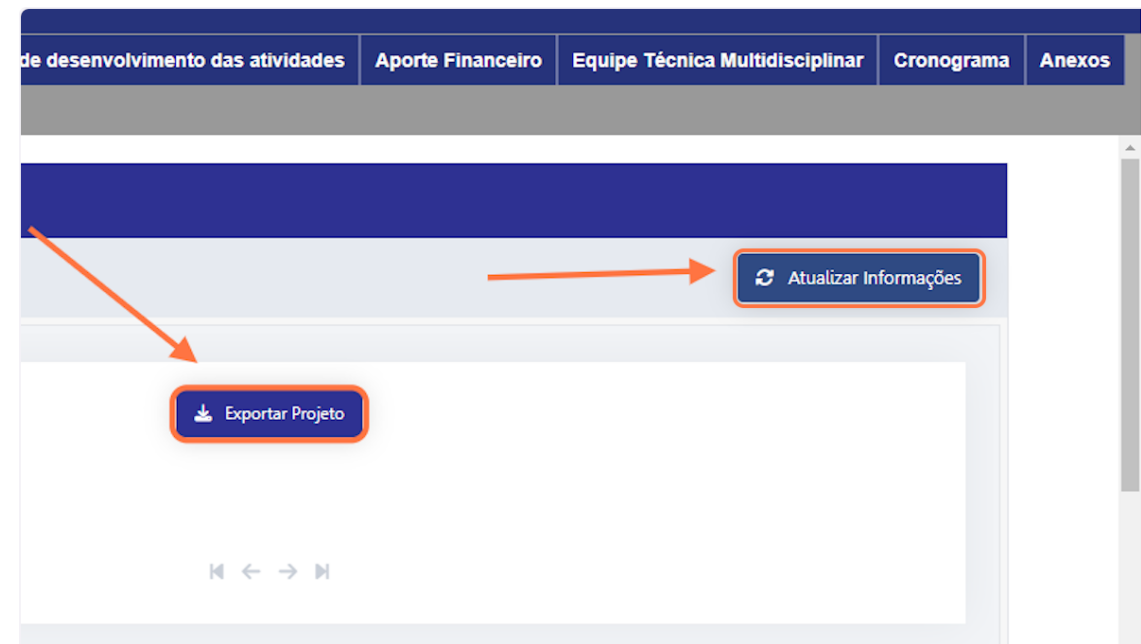 de desenvolvimento das atividades Aporte Financeiro Equipe Técnica Multidisciplinar Cronograma Anexos
Atualizar Informações
Exportar Projeto